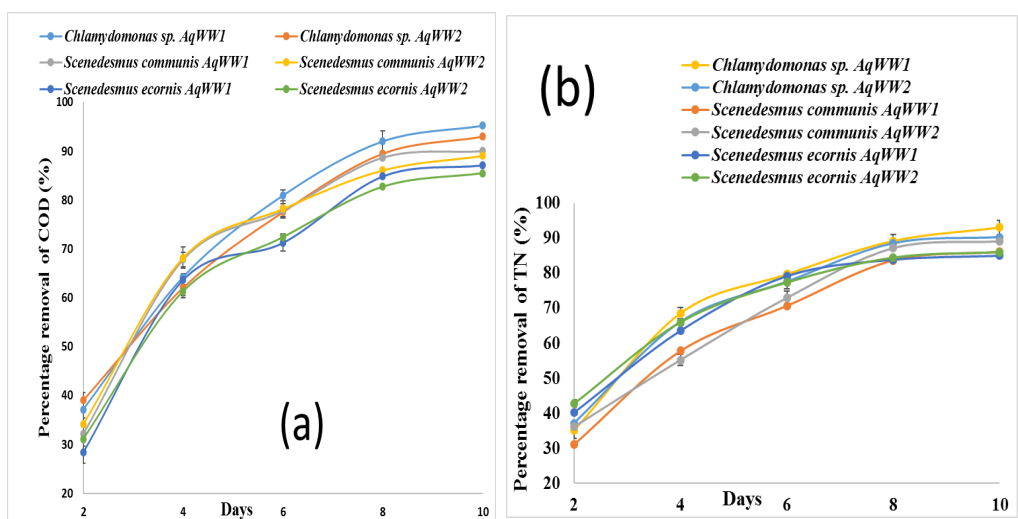 Chlamydomonas sp. AqWW1 Chlamydomonas sp. AqWW2
Scenedesmus communis AqWW1 Scenedesmus communis AqWW2
Scenedesmus ecornis AqWW1 Scenedesmus ecornis AqWW2
Percentage removal of COD (%)
100
90
80
70
60
50
40
30
20
(a)
2 4 6 8 10
Days
(b)
Chlamydomonas sp. AqWW1
Chlamydomonas sp. AqWW2
Scenedesmus communis AqWW1
Scenedesmus communis AqWW2
Scenedesmus ecornis AqWW1
Scenedesmus ecornis AqWW2
Percentage removal of TN (%)
100
90
80
70
60
50
40
30
20
2 4 6 8 10
Days